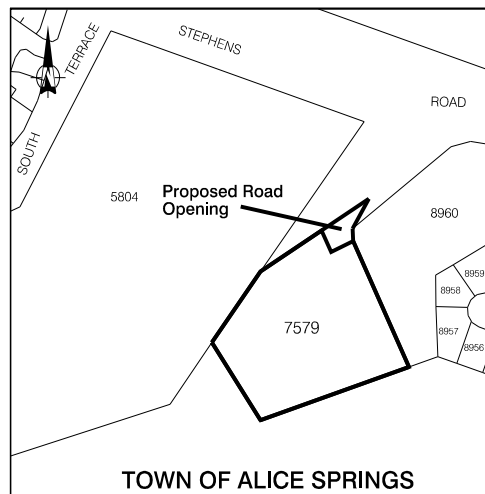 STEPHENS
ROAD
SOUTH TERRACE
5804
Proposed Road
Opening
8960
8959
8958
7579
8957
8956
TOWN OF ALICE SPRINGS